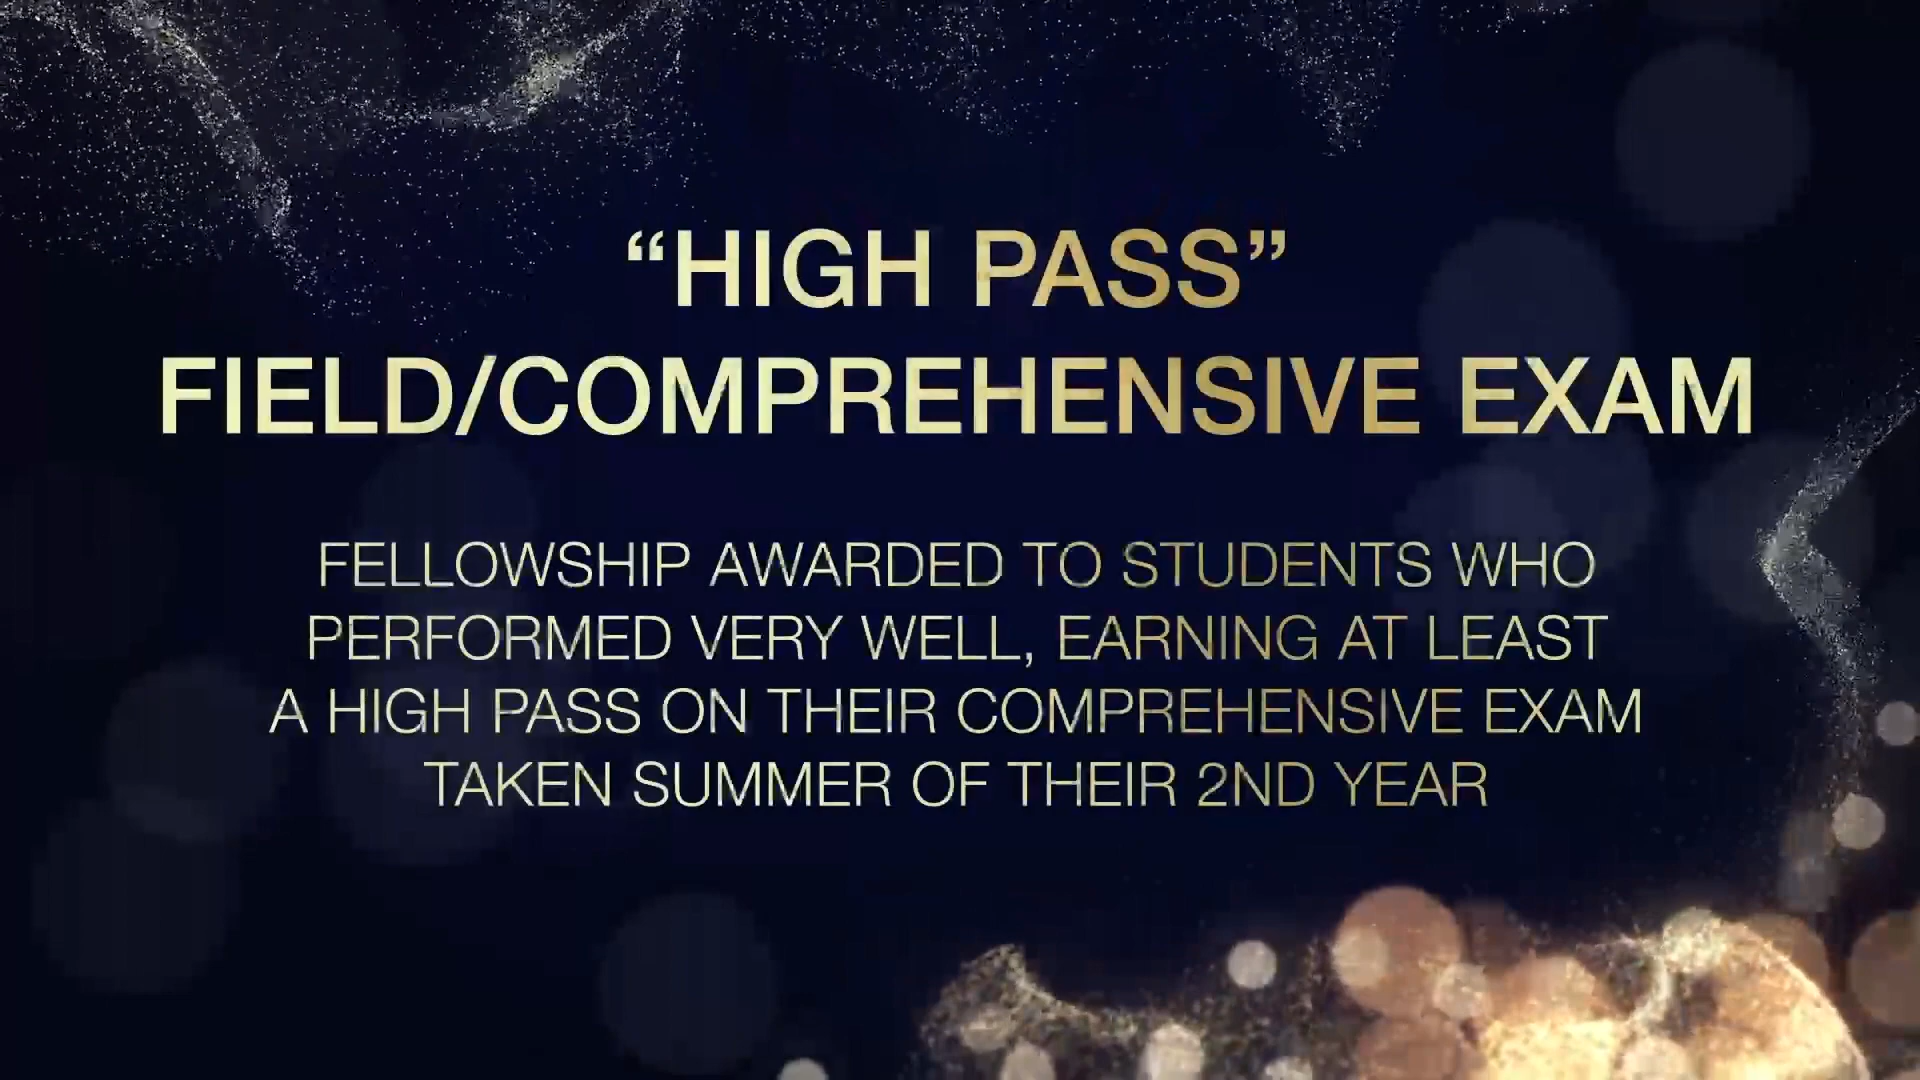 “HIGH PASS”
FIELD/COMPREHENSIVE EXAM
FELLOWSHIP AWARDED TO STUDENTS WHO
PERFORMED VERY WELL, EARNING AT LEAST
A HIGH PASS ON THEIR COMPREHENSIVE EXAM
TAKEN SUMMER OF THEIR 2ND YEAR